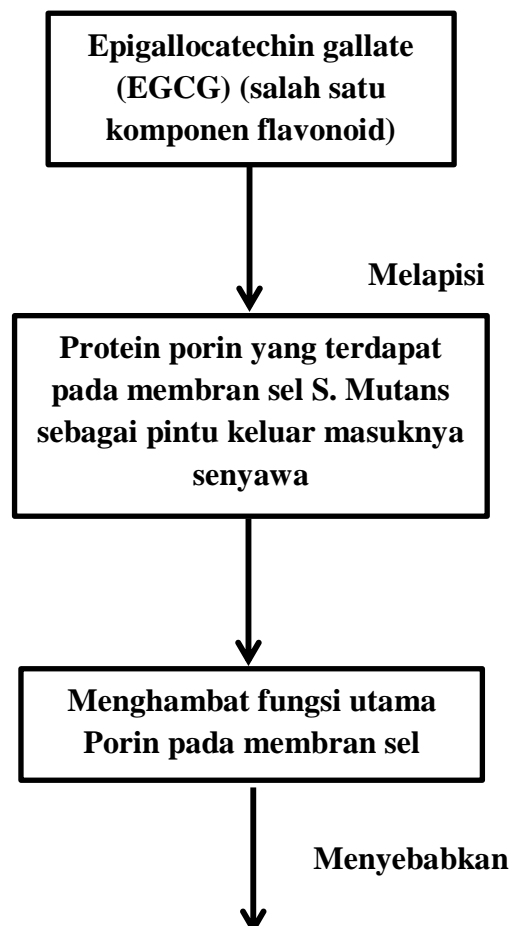 Epigallocatechin gallate
(EGCG) (salah satu
komponen flavonoid)
Melapisi
Protein porin yang terdapat
pada membran sel S. Mutans
sebagai pintu keluar masuknya
senyawa
Menghambat fungsi utama
Porin pada membran sel
Menyebabkan